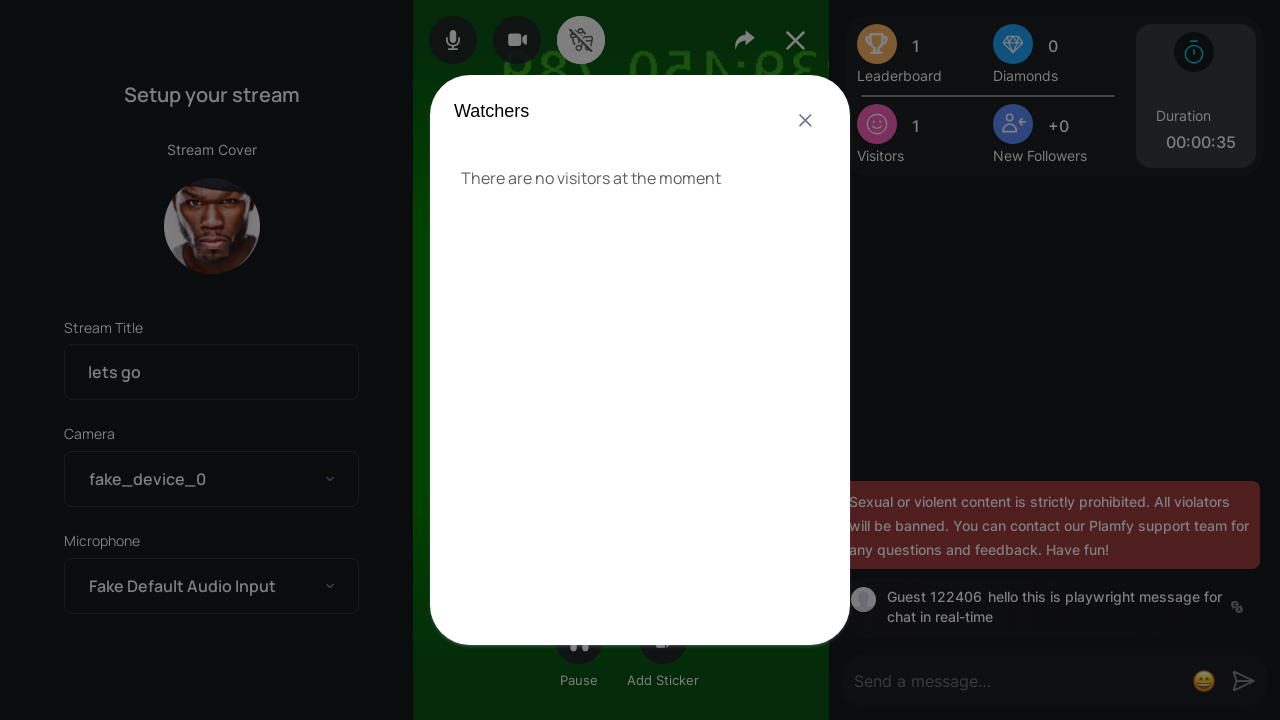 Setup your stream
Stream Cover
Stream Title
lets go
Camera
fake_device_0
Microphone
Fake Default Audio Input
Watchers
There are no visitors at the moment
Pause
Add Sticker
1
Leaderboard
0
Diamonds
1
Visitors
+0
New Followers
Duration
00:00:35
Sexual or violent content is strictly prohibited. All violators
will be banned. You can contact our Plamfy support team for
any questions and feedback. Have fun!
Guest 122406 hello this is playwright message for
chat in real-time
Send a message...